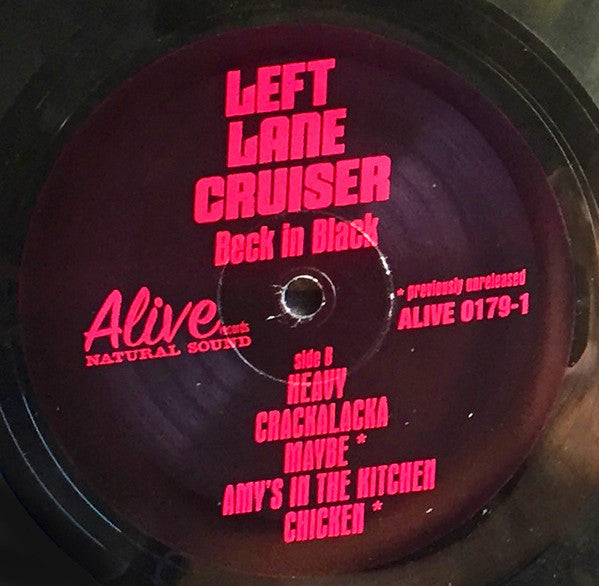 LEFT
LANE
CRUISER
Beck in Black
Alive records
NATURAL SOUND
* previously unreleased
ALIVE 0179-1
side B
HEAVY
CRACKALACKA
MAYBE *
AMY'S IN THE KITCHEN
CHICKEN *